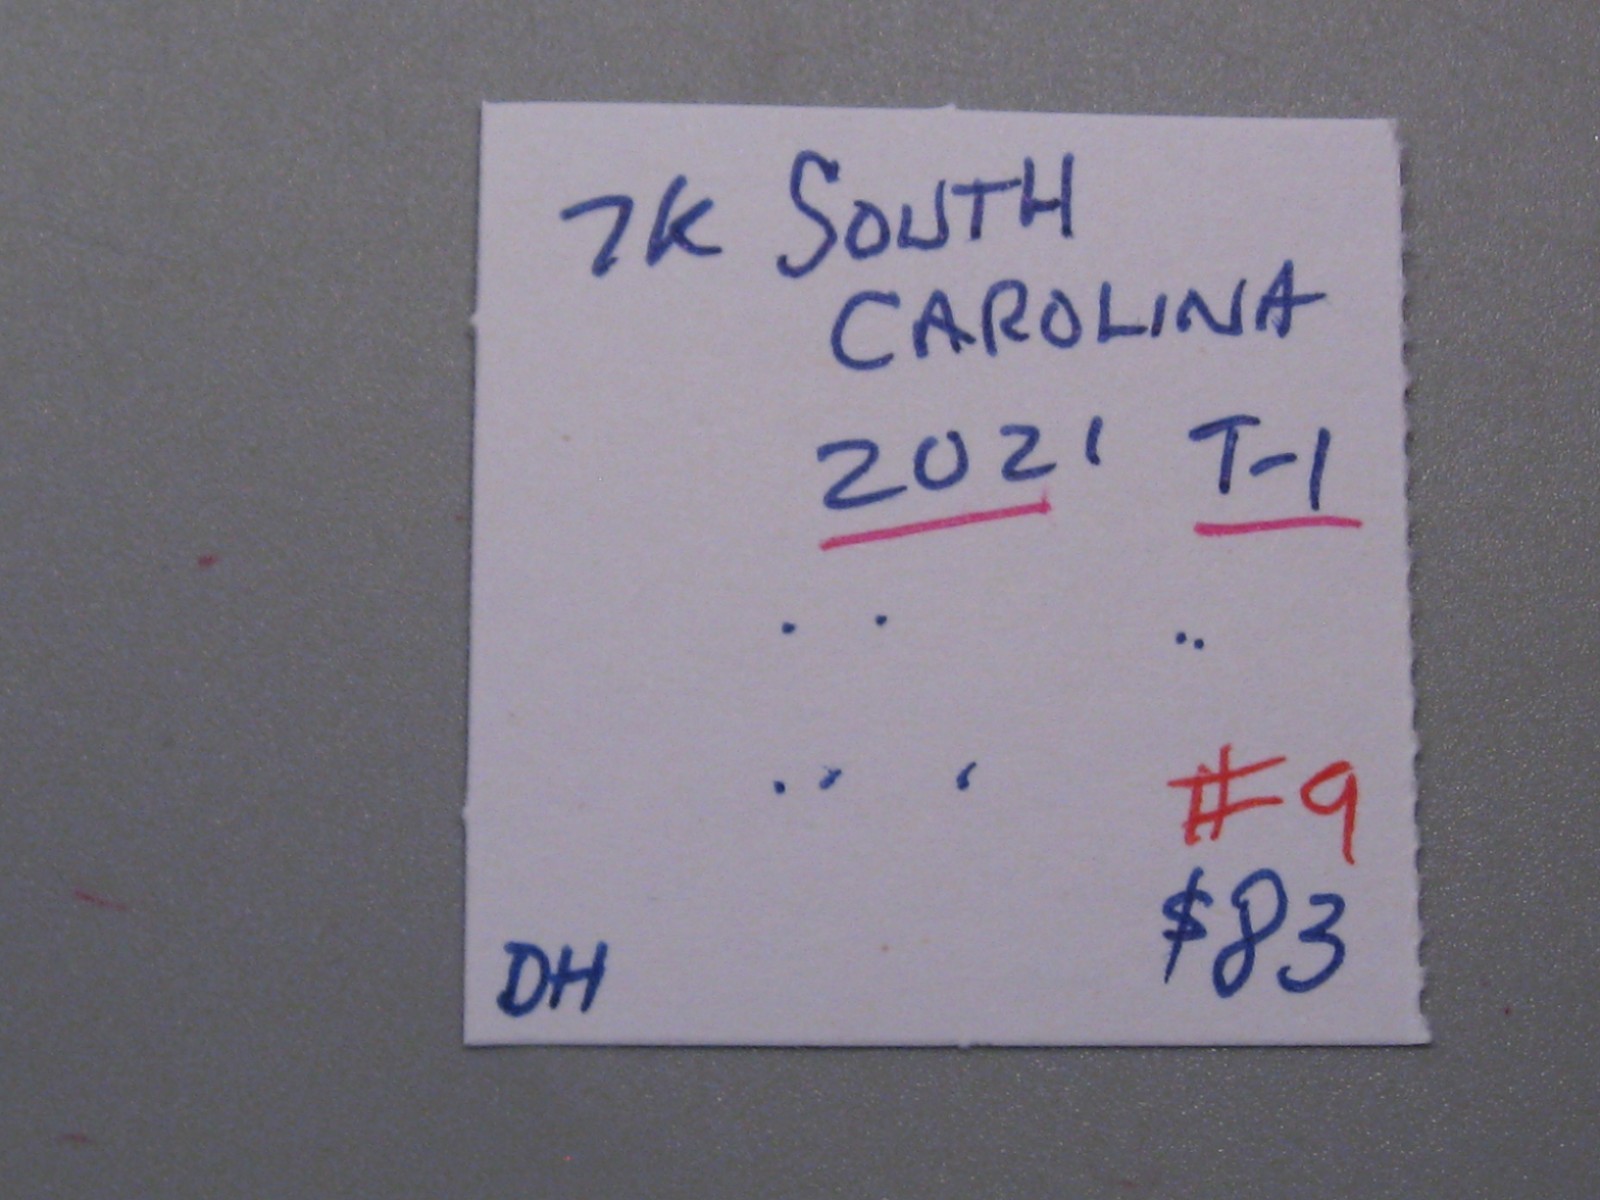 7K SOUTH
CAROLINA
2021 T-1
#9
$83
DH